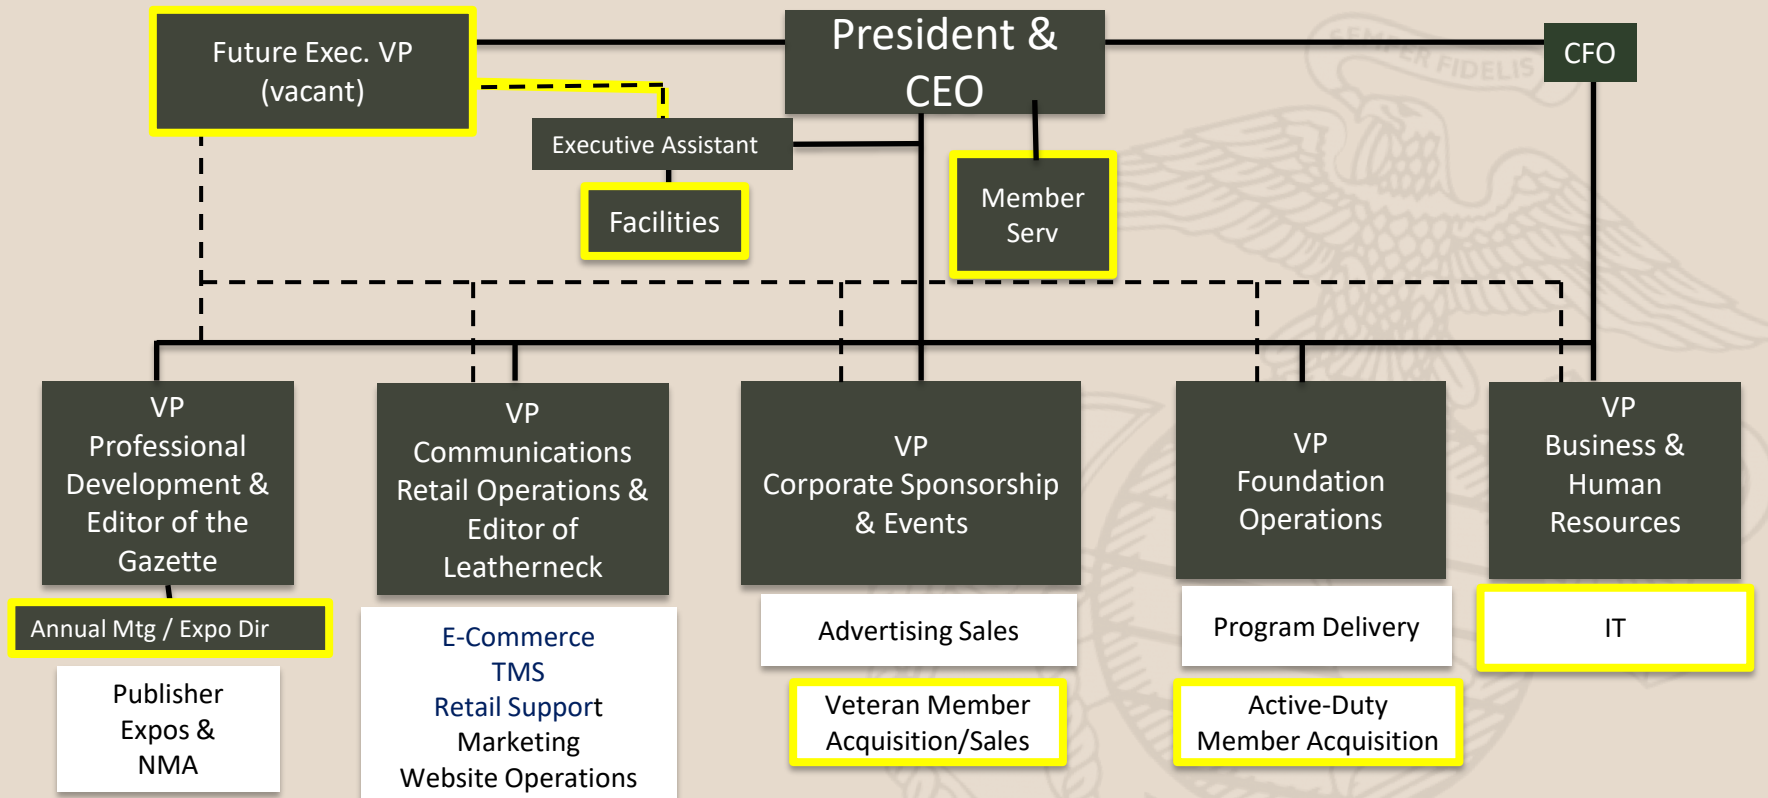 Future Exec. VP
(vacant)
President &
CEO
SEMPER FIDELIS
CFO
Executive Assistant
Facilities
Member
Serv
VP
Professional
Development &
Editor of the
Gazette
Annual Mtg / Expo Dir
Publisher
Expos &
NMA
VP
Communications
Retail Operations &
Editor of
Leatherneck
E-Commerce
TMS
Retail Support
Marketing
Website Operations
VP
Corporate Sponsorship
& Events
Advertising Sales
Veteran Member
Acquisition/Sales
VP
Foundation
Operations
Program Delivery
Active-Duty
Member Acquisition
VP
Business &
Human
Resources
IT